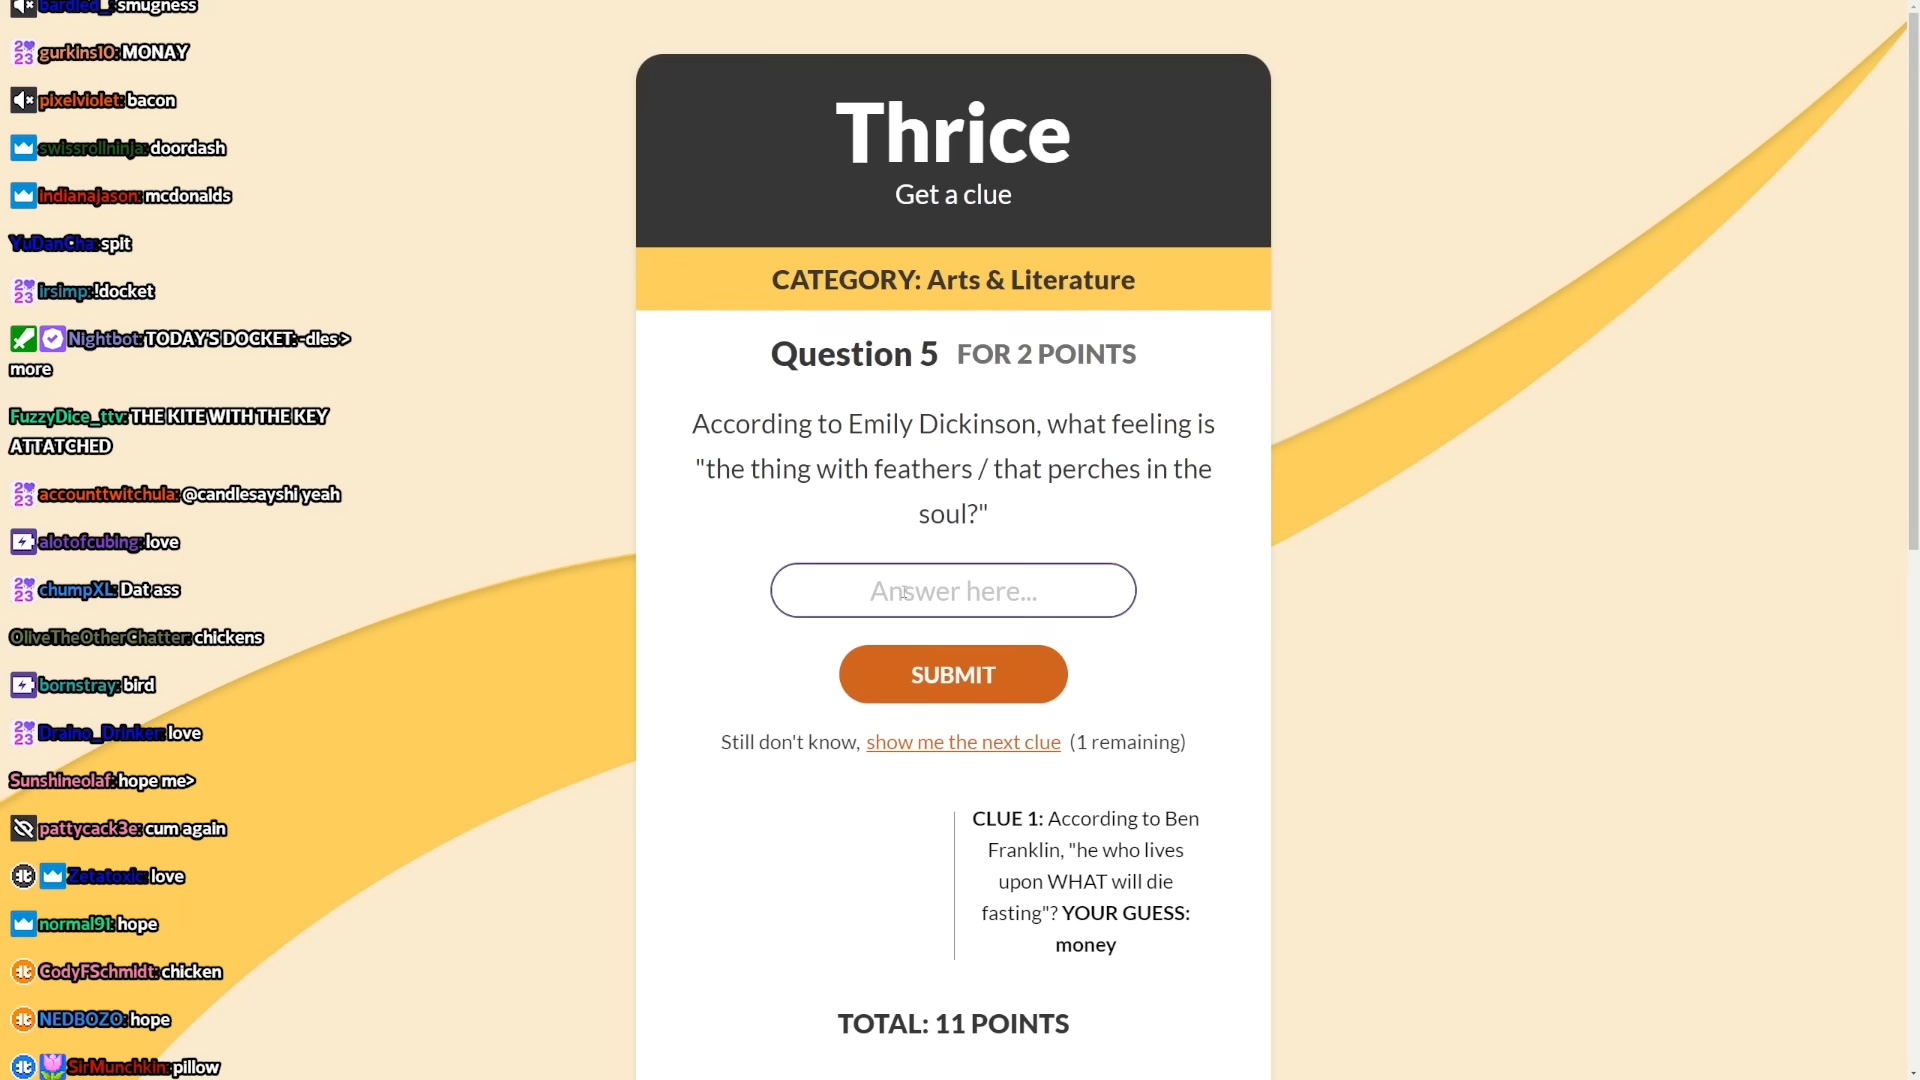 bardled_: smugness
gurkins10: MONAY
pixelviolet: bacon
swissrollninja: doordash
indianajason: mcdonalds
YuDanCha: spit
irsimp: !docket
Nightbot: TODAY'S DOCKET: -dles >
more
FuzzyDice_ttv: THE KITE WITH THE KEY
ATTATCHED
accounttwitchula: @candlesayshi yeah
alotofcubing: love
chumpXL: Dat ass
OliveTheOtherChatter: chickens
bornstray: bird
Draino_Drinker: love
Sunshineolaf: hope me>
pattycack3e: cum again
Zetatoxic: love
normal91: hope
CodyFSchmidt: chicken
NEDBOZO: hope
SirMunchkin: pillow
Thrice
Get a clue
CATEGORY: Arts & Literature
Question 5 FOR 2 POINTS
According to Emily Dickinson, what feeling is
"the thing with feathers / that perches in the
soul?"
Answer here...
SUBMIT
Still don't know, show me the next clue (1 remaining)
CLUE 1: According to Ben
Franklin, "he who lives
upon WHAT will die
fasting"? YOUR GUESS:
money
TOTAL: 11 POINTS